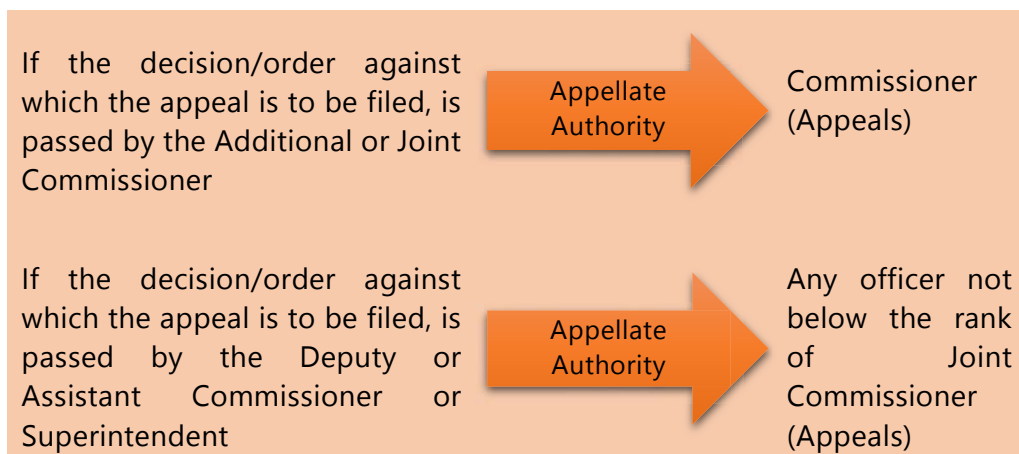 If the decision/order against
which the appeal is to be filed, is
passed by the Additional or Joint
Commissioner
Appellate
Authority
Commissioner
(Appeals)
If the decision/order against
which the appeal is to be filed, is
passed by the Deputy or
Assistant Commissioner or
Superintendent
Appellate
Authority
Any officer not
below the rank
of Joint
Commissioner
(Appeals)